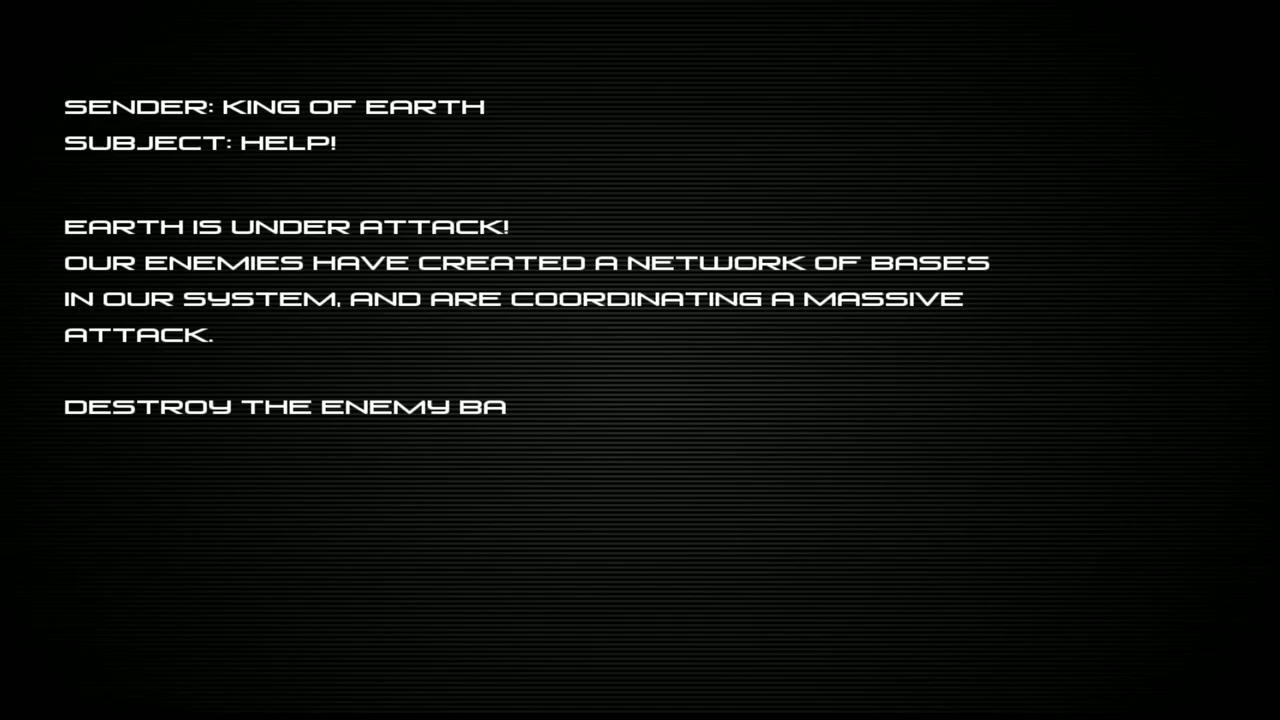 SENDER: KING OF EARTH
SUBJECT: HELP!
EARTH IS UNDER ATTACK!
OUR ENEMIES HAVE CREATED A NETWORK OF BASES
IN OUR SYSTEM, AND ARE COORDINATING A MASSIVE
ATTACK.
DESTROY THE ENEMY BA